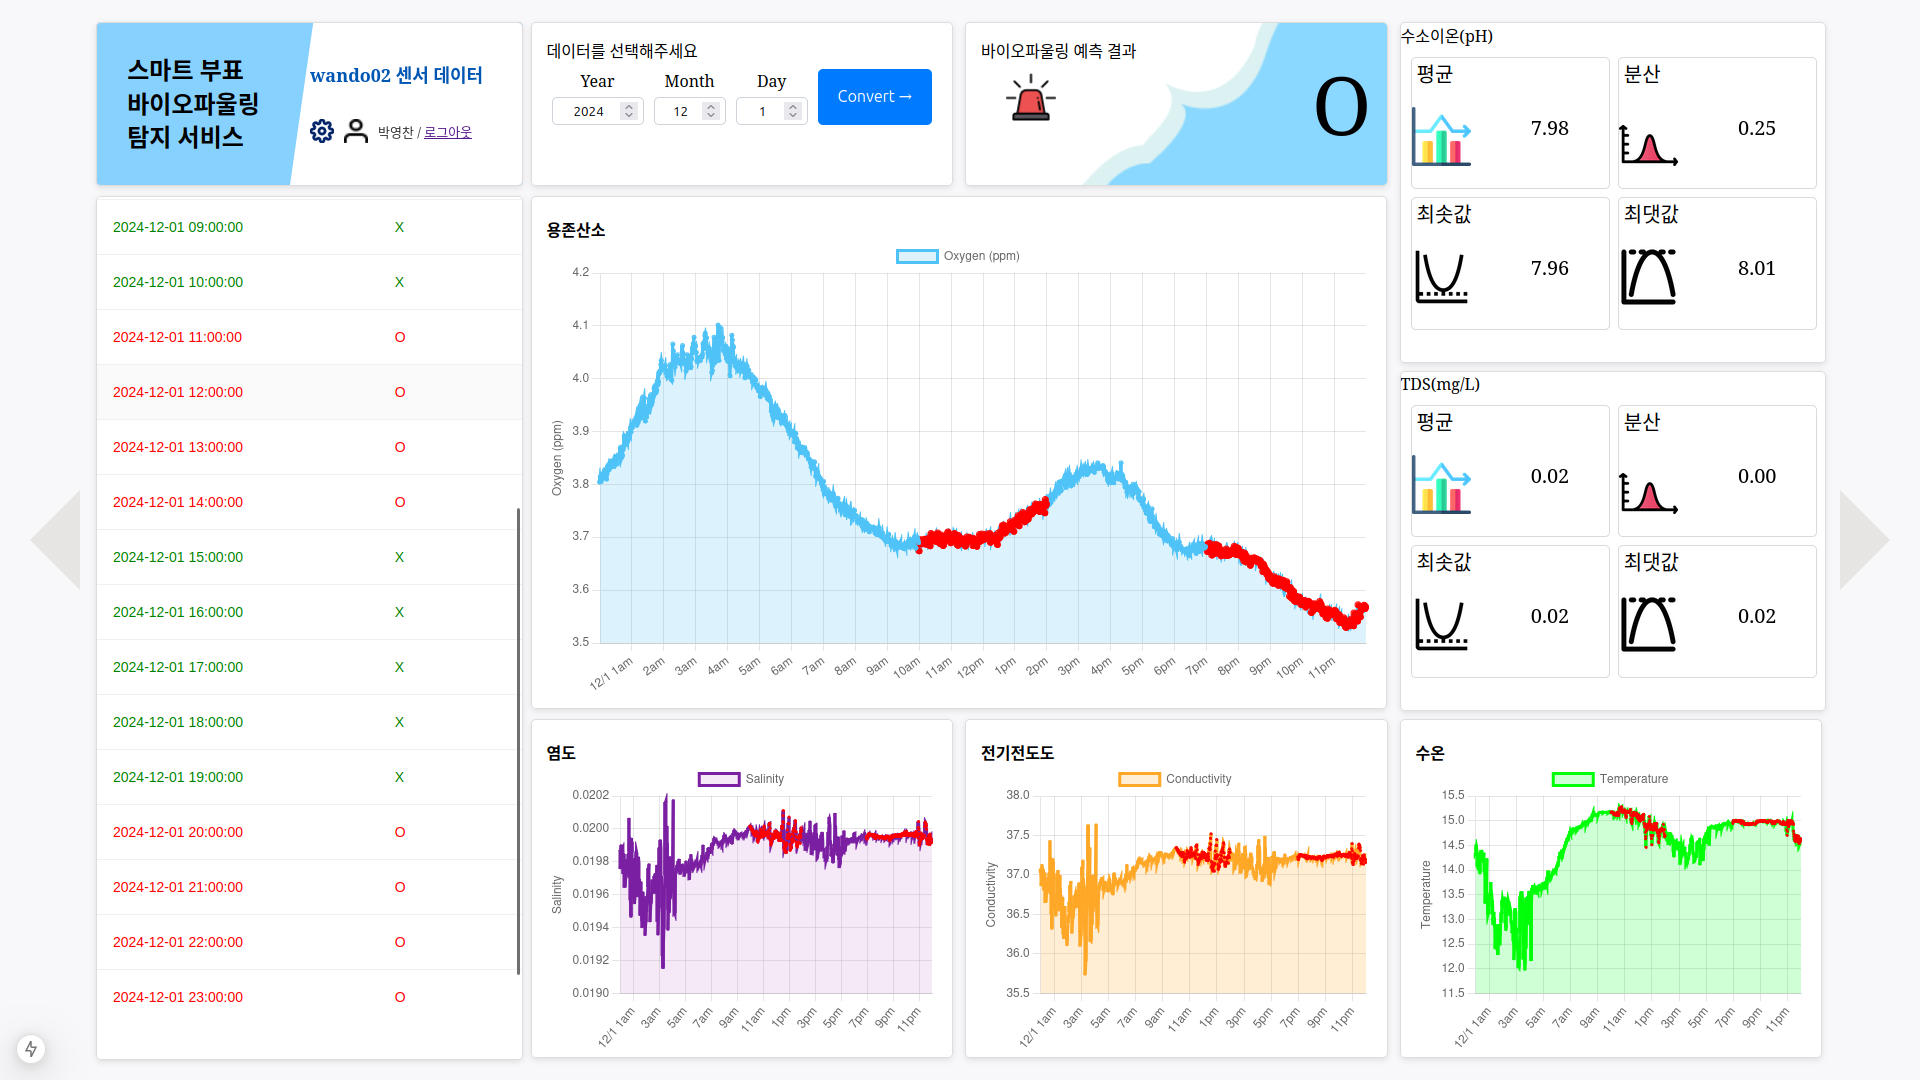 스마트 부표
바이오파울링
탐지 서비스
wando02 센서 데이터
박영찬 / 로그아웃
데이터를 선택해주세요
Year Month Day
2024 12 1
Convert →
바이오파울링 예측 결과
O
수소이온(pH)
평균 분산
7.98 0.25
최솟값 최댓값
7.96 8.01
TDS(mg/L)
평균 분산
0.02 0.00
최솟값 최댓값
0.02 0.02
2024-12-01 09:00:00 X
2024-12-01 10:00:00 X
2024-12-01 11:00:00 O
2024-12-01 12:00:00 O
2024-12-01 13:00:00 O
2024-12-01 14:00:00 O
2024-12-01 15:00:00 X
2024-12-01 16:00:00 X
2024-12-01 17:00:00 X
2024-12-01 18:00:00 X
2024-12-01 19:00:00 X
2024-12-01 20:00:00 O
2024-12-01 21:00:00 O
2024-12-01 22:00:00 O
2024-12-01 23:00:00 O
용존산소
Oxygen (ppm)
Oxygen (ppm)
4.2
4.1
4.0
3.9
3.8
3.7
3.6
3.5
12/1 1am 2am 3am 4am 5am 6am 7am 8am 9am 10am 11am 12pm 1pm 2pm 3pm 4pm 5pm 6pm 7pm 8pm 9pm 10pm 11pm
염도
Salinity
Salinity
0.0202
0.0200
0.0198
0.0196
0.0194
0.0192
0.0190
12/1 1am 3am 5am 7am 9am 11am 1pm 3pm 5pm 7pm 9pm 11pm
전기전도도
Conductivity
Conductivity
38.0
37.5
37.0
36.5
36.0
35.5
12/1 1am 3am 5am 7am 9am 11am 1pm 3pm 5pm 7pm 9pm 11pm
수온
Temperature
Temperature
15.5
15.0
14.5
14.0
13.5
13.0
12.5
12.0
11.5
12/1 1am 3am 5am 7am 9am 11am 1pm 3pm 5pm 7pm 9pm 11pm